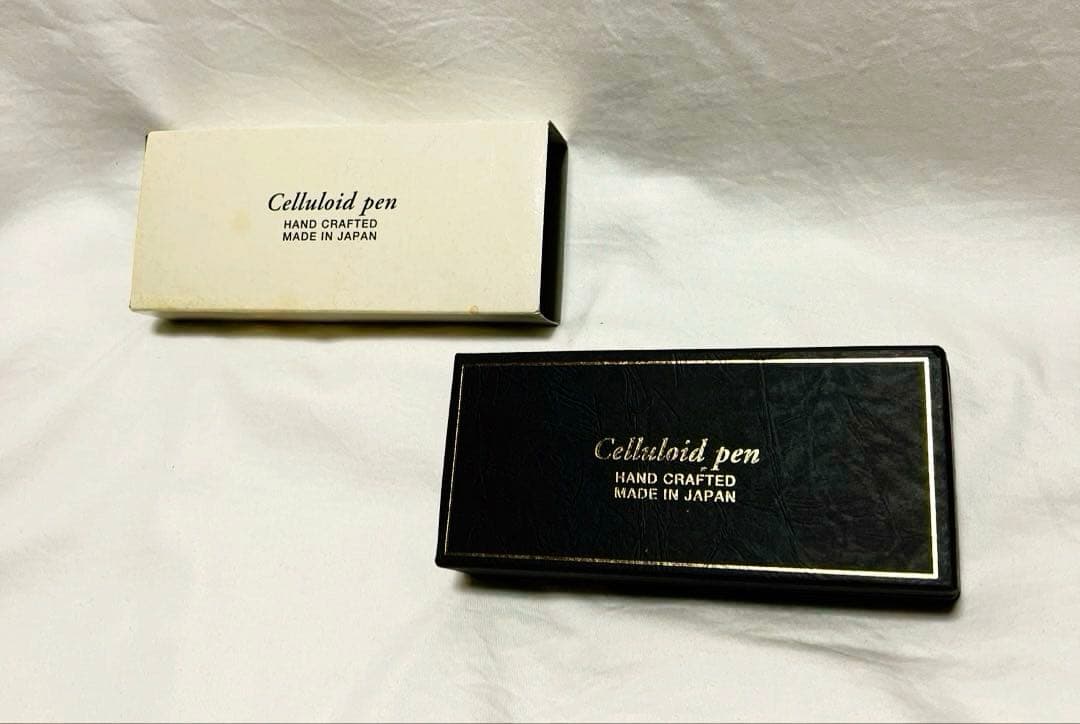 Celluloid pen
HAND CRAFTED
MADE IN JAPAN
Celluloid pen
HAND CRAFTED
MADE IN JAPAN